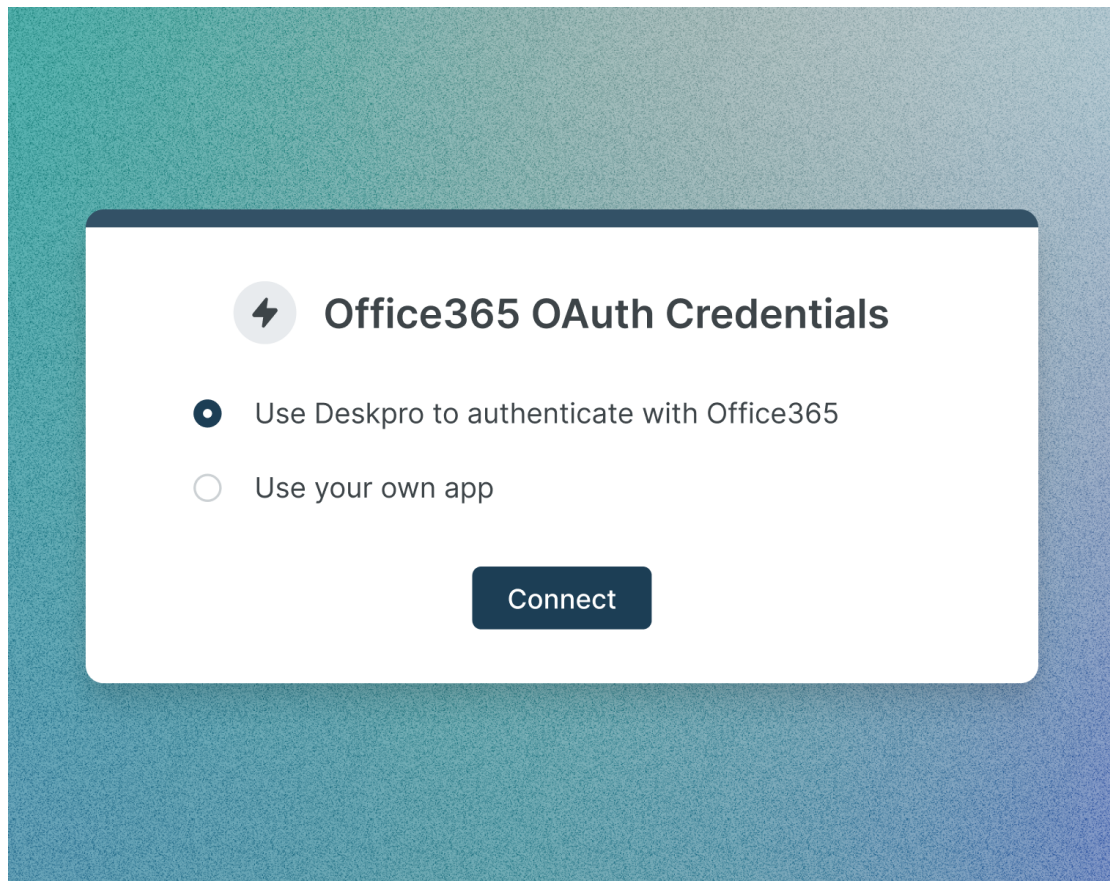 Office365 OAuth Credentials
Use Deskpro to authenticate with Office365
Use your own app
Connect